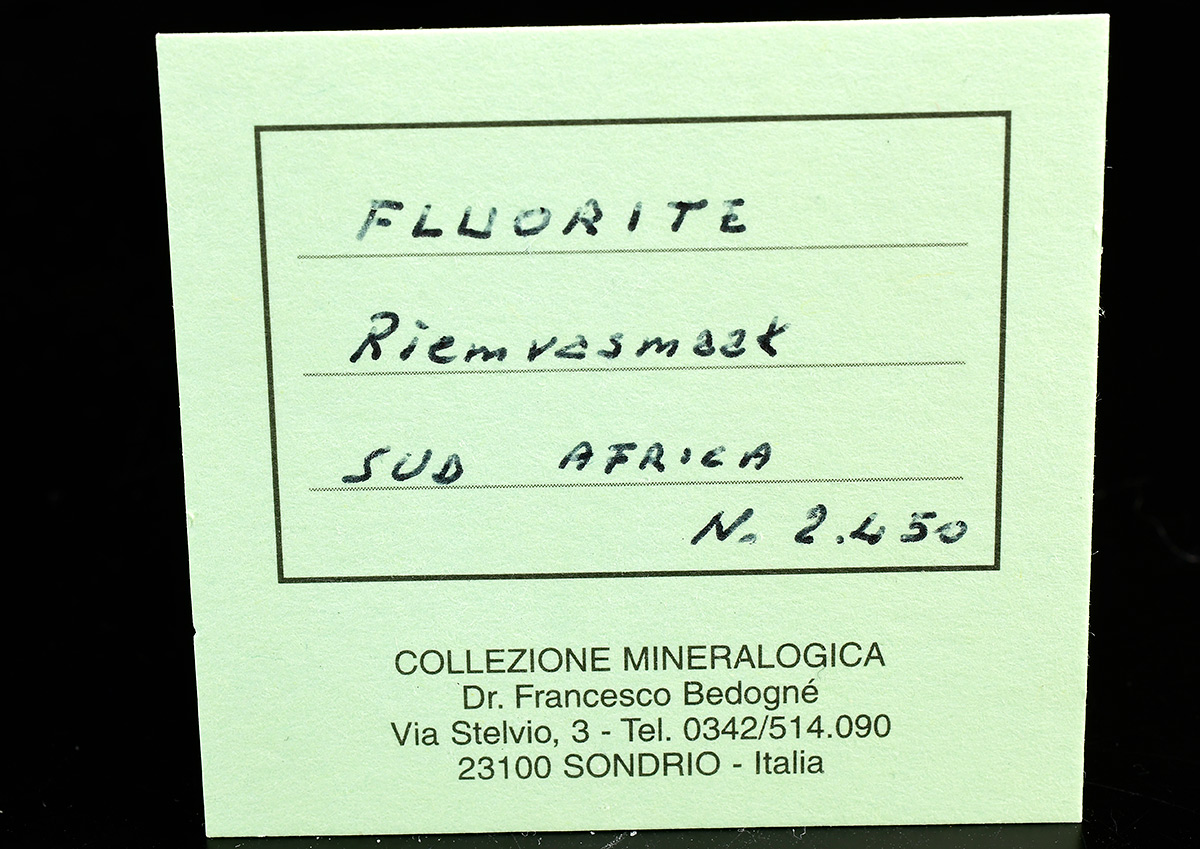 FLUORITE
Riemvasmaak
SUD AFRICA
N. 2.450
COLLEZIONE MINERALOGICA
Dr. Francesco Bedogné
Via Stelvio, 3 - Tel. 0342/514.090
23100 SONDRIO - Italia